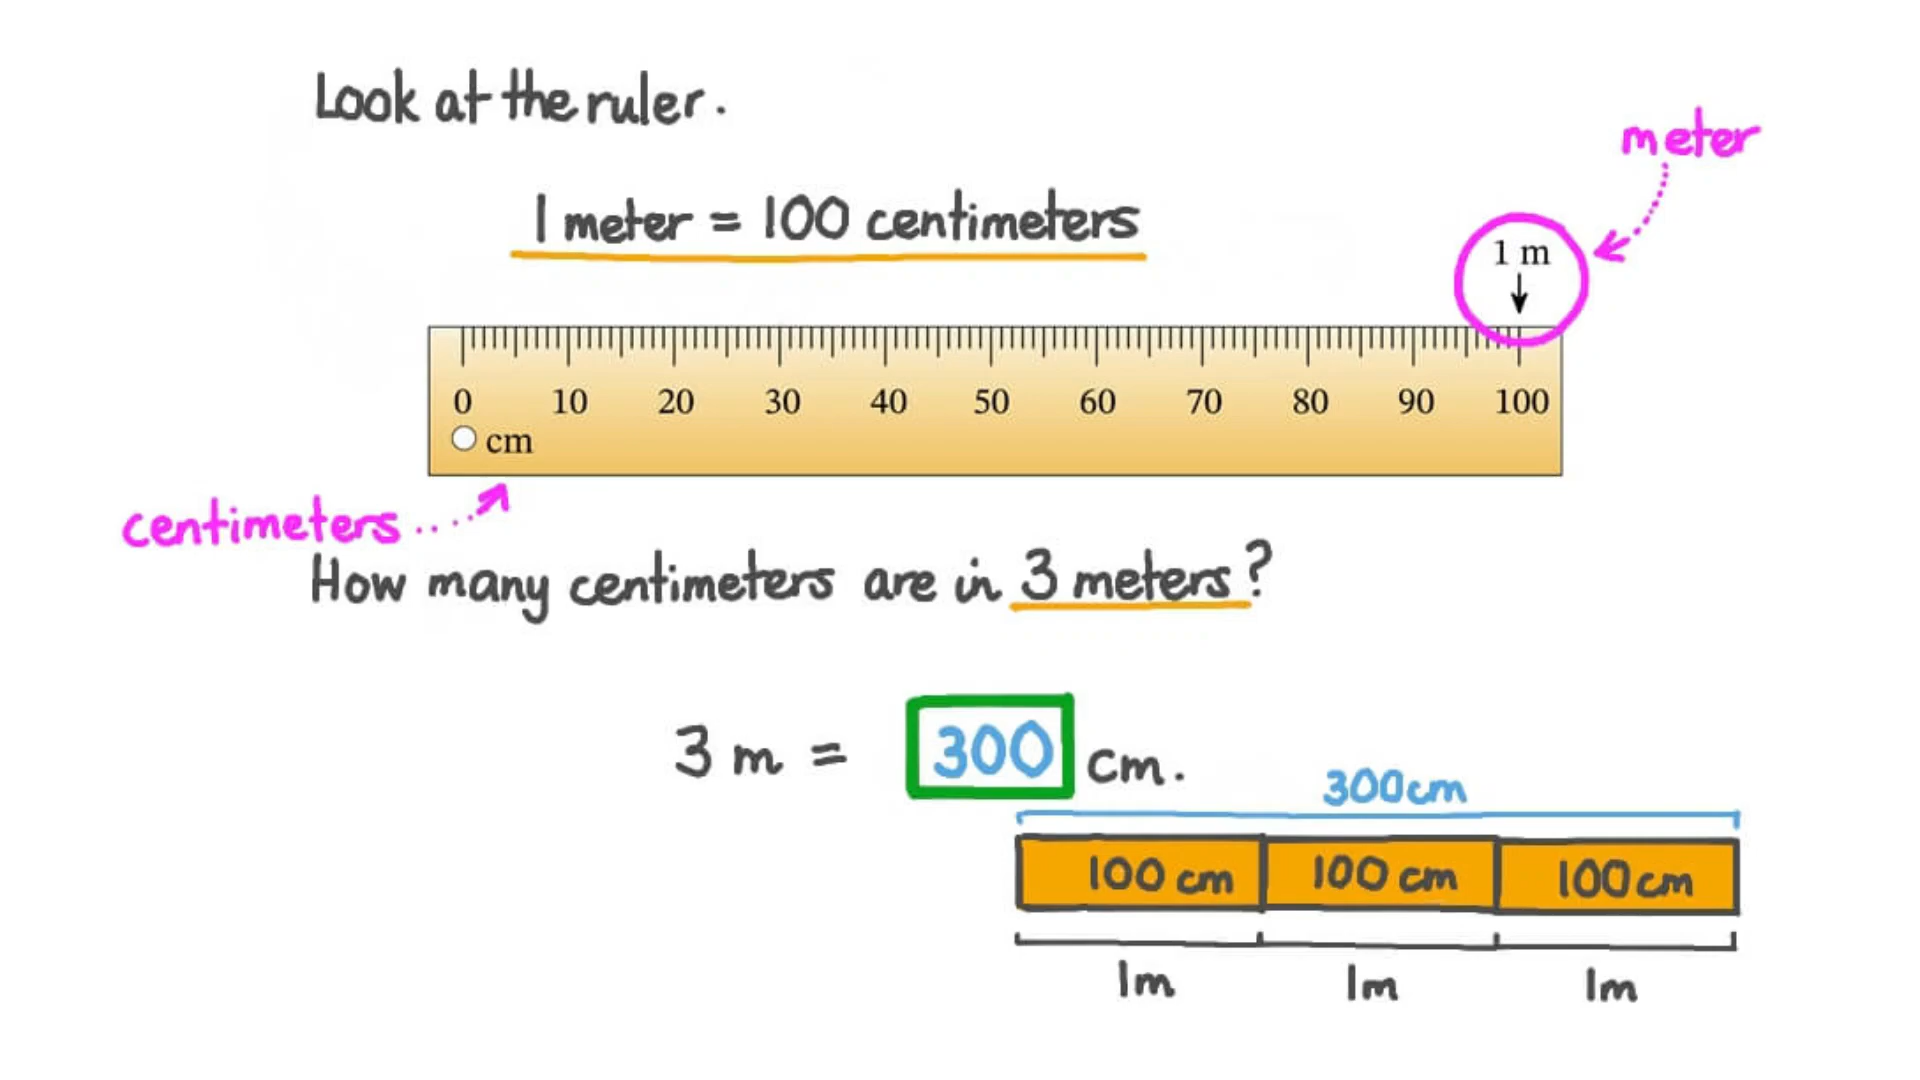 Look at the ruler.
meter
1 meter = 100 centimeters
1 m
0 10 20 30 40 50 60 70 80 90 100
cm
centimeters
How many centimeters are in 3 meters?
3 m = 300 cm.
300cm
100 cm 100 cm 100 cm
1m 1m 1m